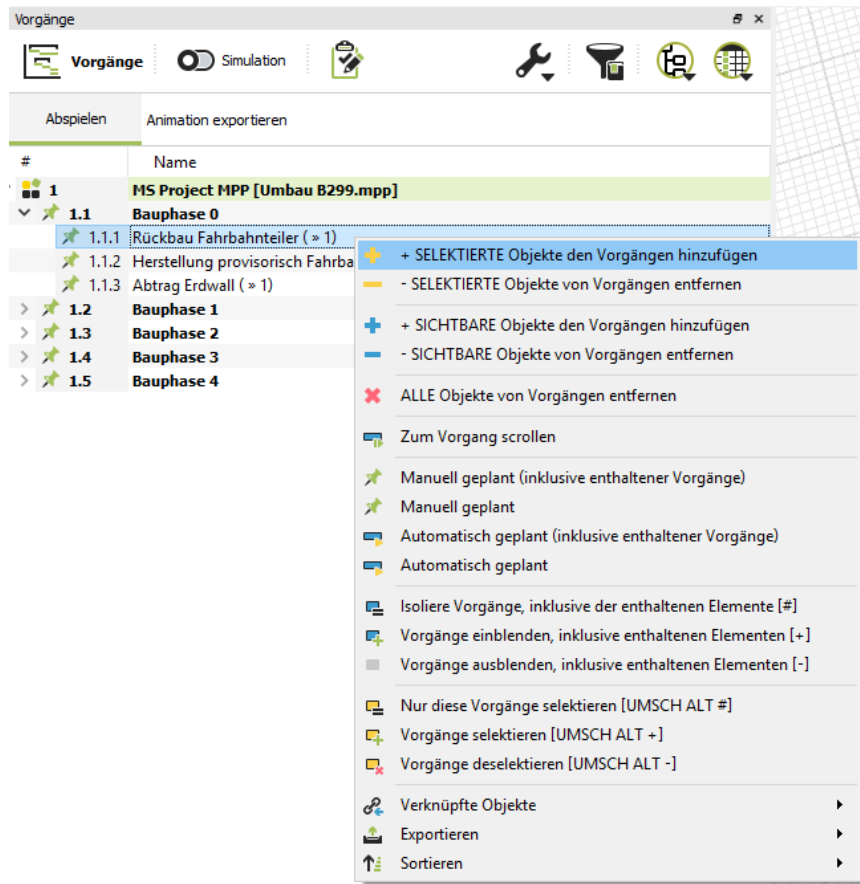 Vorgänge
Vorgänge Simulation
Abspielen Animation exportieren
# Name
1 MS Project MPP [Umbau B299.mpp]
1.1 Bauphase 0
1.1.1 Rückbau Fahrbahnteiler ( » 1)
1.1.2 Herstellung provisorisch Fahrba
1.1.3 Abtrag Erdwall ( » 1)
1.2 Bauphase 1
1.3 Bauphase 2
1.4 Bauphase 3
1.5 Bauphase 4
+ SELEKTIERTE Objekte den Vorgängen hinzufügen
- SELEKTIERTE Objekte von Vorgängen entfernen
+ SICHTBARE Objekte den Vorgängen hinzufügen
- SICHTBARE Objekte von Vorgängen entfernen
ALLE Objekte von Vorgängen entfernen
Zum Vorgang scrollen
Manuell geplant (inklusive enthaltener Vorgänge)
Manuell geplant
Automatisch geplant (inklusive enthaltener Vorgänge)
Automatisch geplant
Isoliere Vorgänge, inklusive der enthaltenen Elemente [#]
Vorgänge einblenden, inklusive enthaltenen Elementen [+]
Vorgänge ausblenden, inklusive enthaltenen Elementen [-]
Nur diese Vorgänge selektieren [UMSCH ALT #]
Vorgänge selektieren [UMSCH ALT +]
Vorgänge deselektieren [UMSCH ALT -]
Verknüpfte Objekte
Exportieren
Sortieren